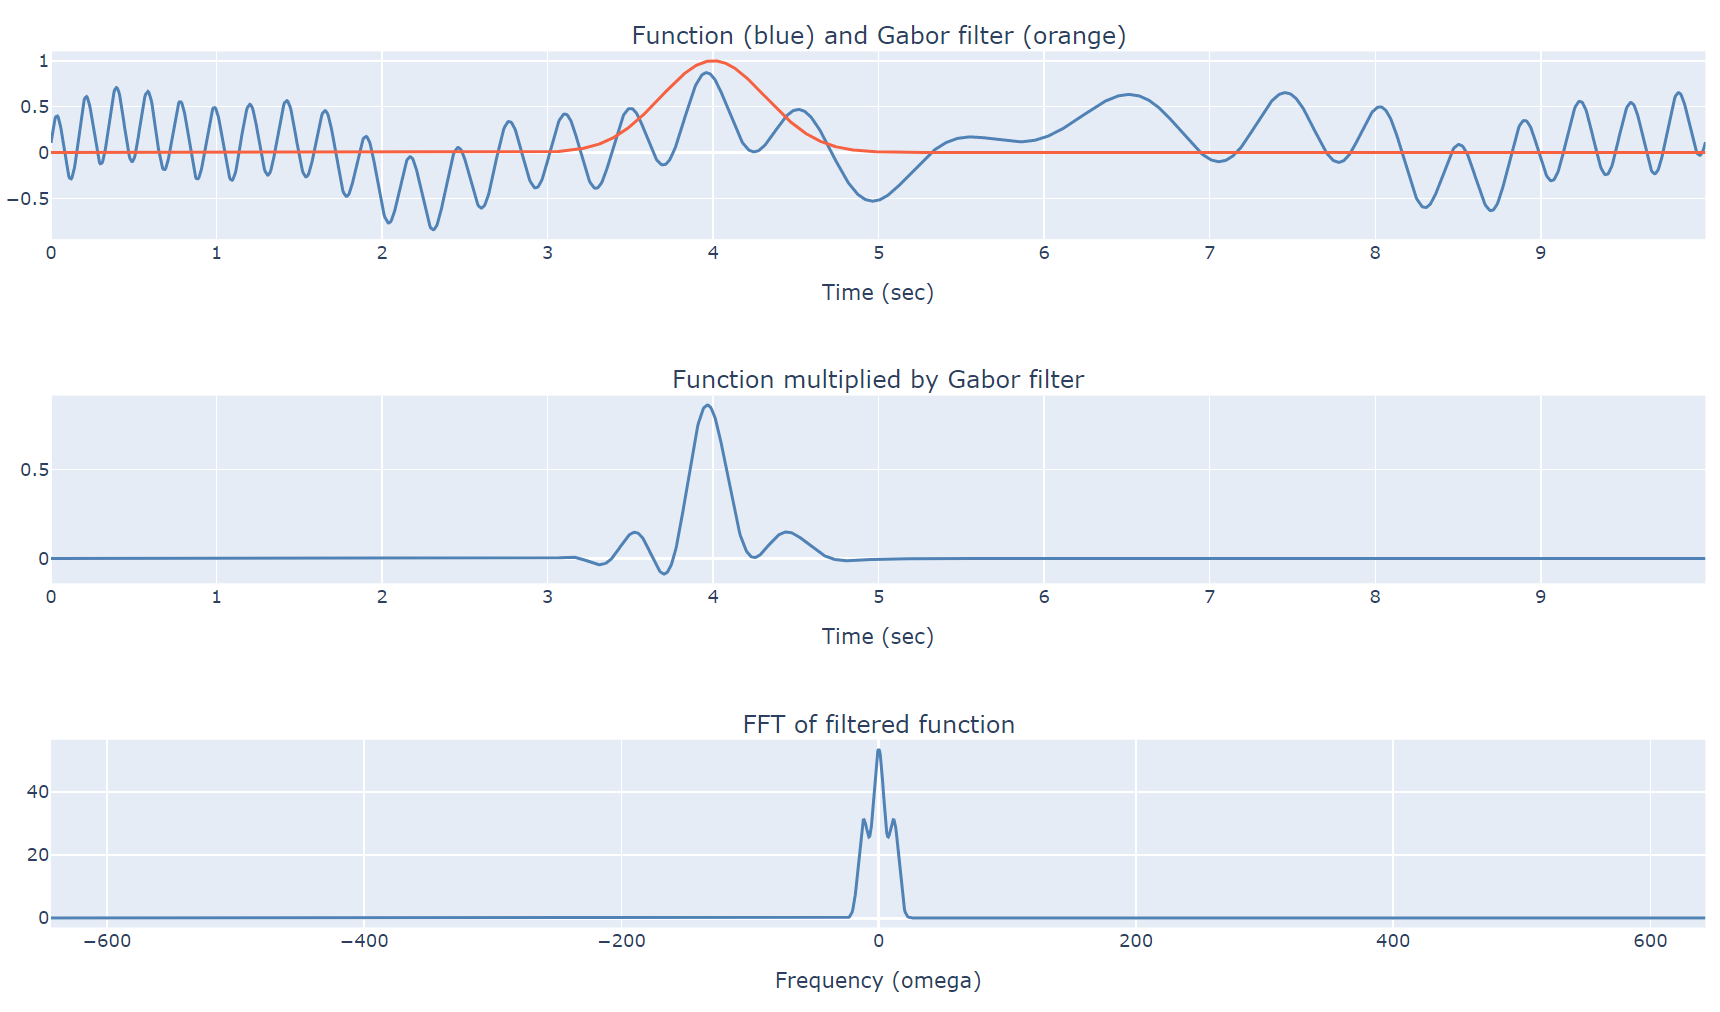 Function (blue) and Gabor filter (orange)
1
0.5
0
−0.5
0 1 2 3 4 5 6 7 8 9
Time (sec)
Function multiplied by Gabor filter
0.5
0
0 1 2 3 4 5 6 7 8 9
Time (sec)
FFT of filtered function
40
20
0
−600 −400 −200 0 200 400 600
Frequency (omega)